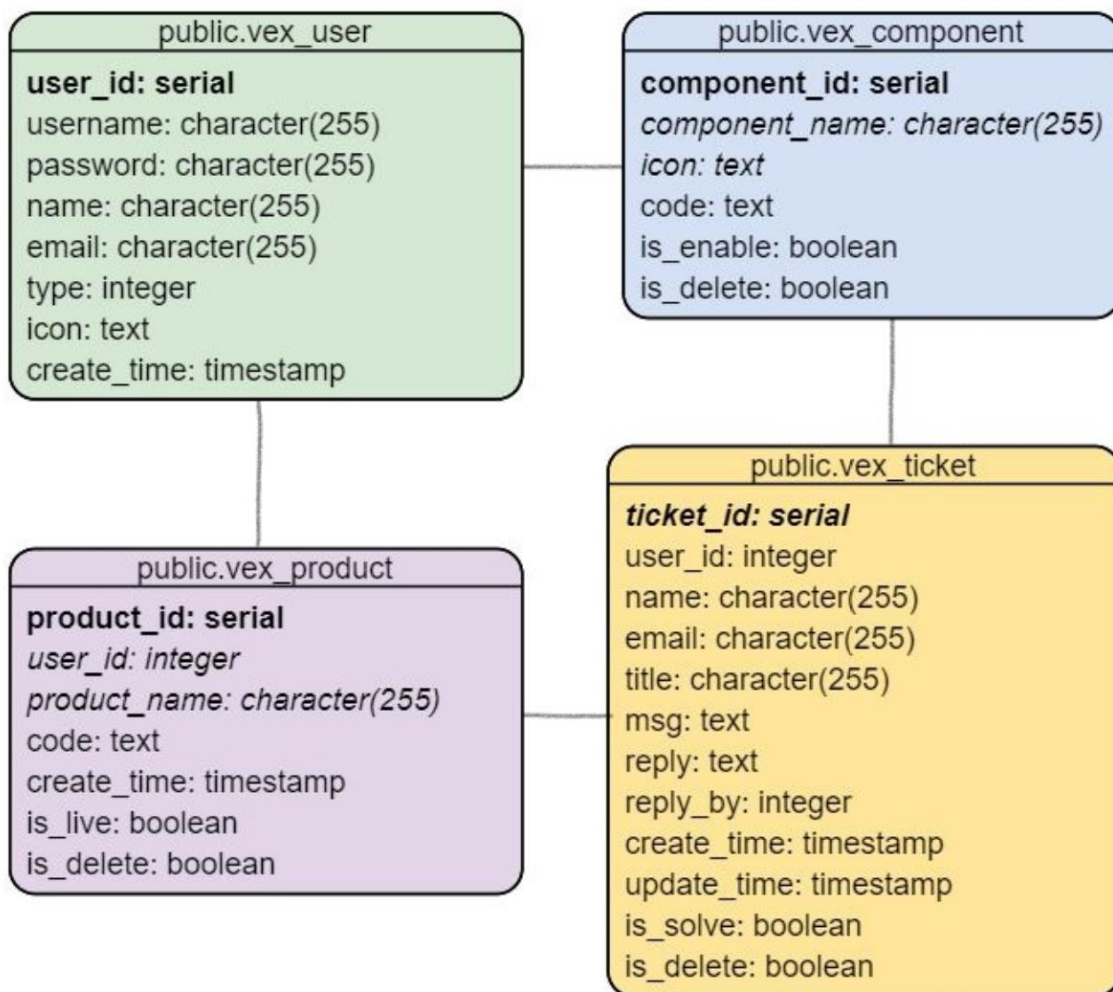 public.vex_user
user_id: serial
username: character(255)
password: character(255)
name: character(255)
email: character(255)
type: integer
icon: text
create_time: timestamp
public.vex_component
component_id: serial
component_name: character(255)
icon: text
code: text
is_enable: boolean
is_delete: boolean
public.vex_product
product_id: serial
user_id: integer
product_name: character(255)
code: text
create_time: timestamp
is_live: boolean
is_delete: boolean
public.vex_ticket
ticket_id: serial
user_id: integer
name: character(255)
email: character(255)
title: character(255)
msg: text
reply: text
reply_by: integer
create_time: timestamp
update_time: timestamp
is_solve: boolean
is_delete: boolean